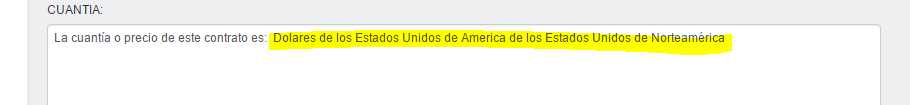 CUANTIA:
La cuantía o precio de este contrato es: Dolares de los Estados Unidos de America de los Estados Unidos de Norteamérica